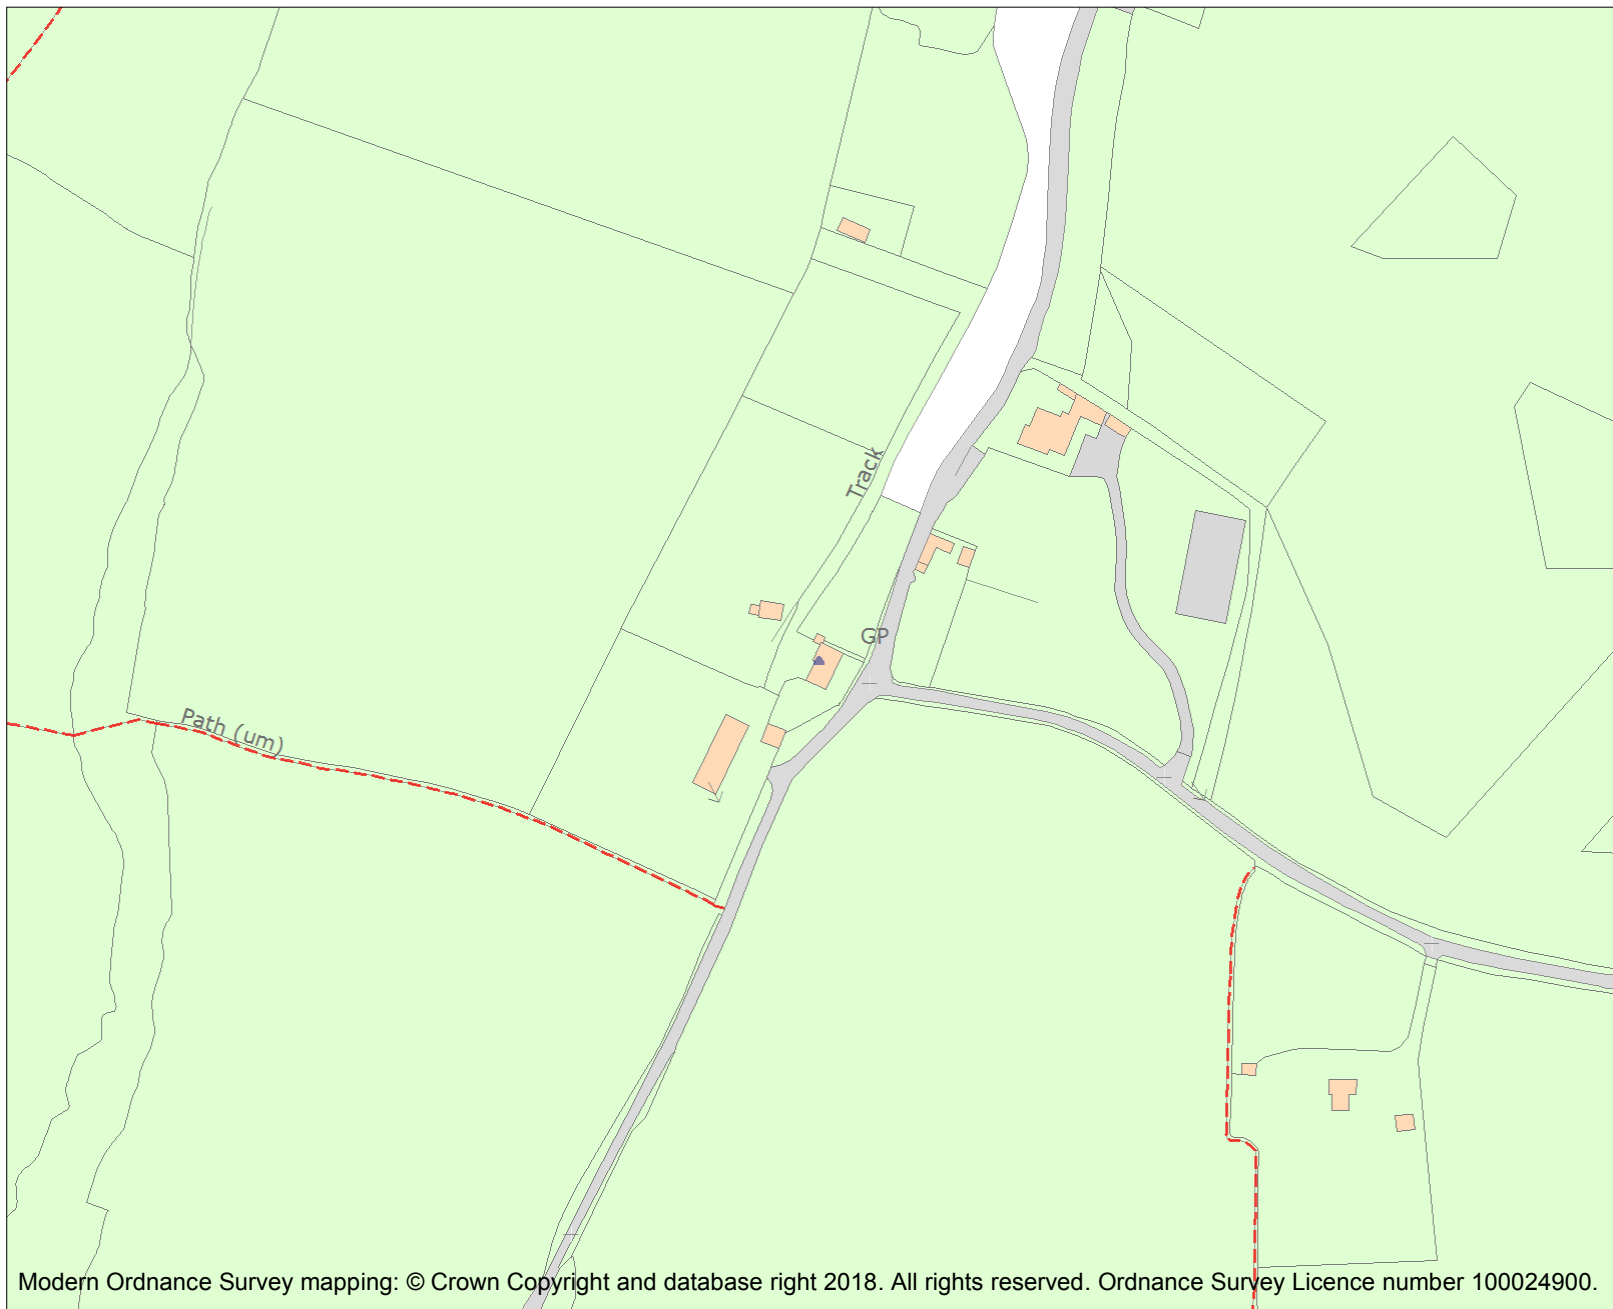 Track
GP
Path (um)
Modern Ordnance Survey mapping: © Crown Copyright and database right 2018. All rights reserved. Ordnance Survey Licence number 100024900.